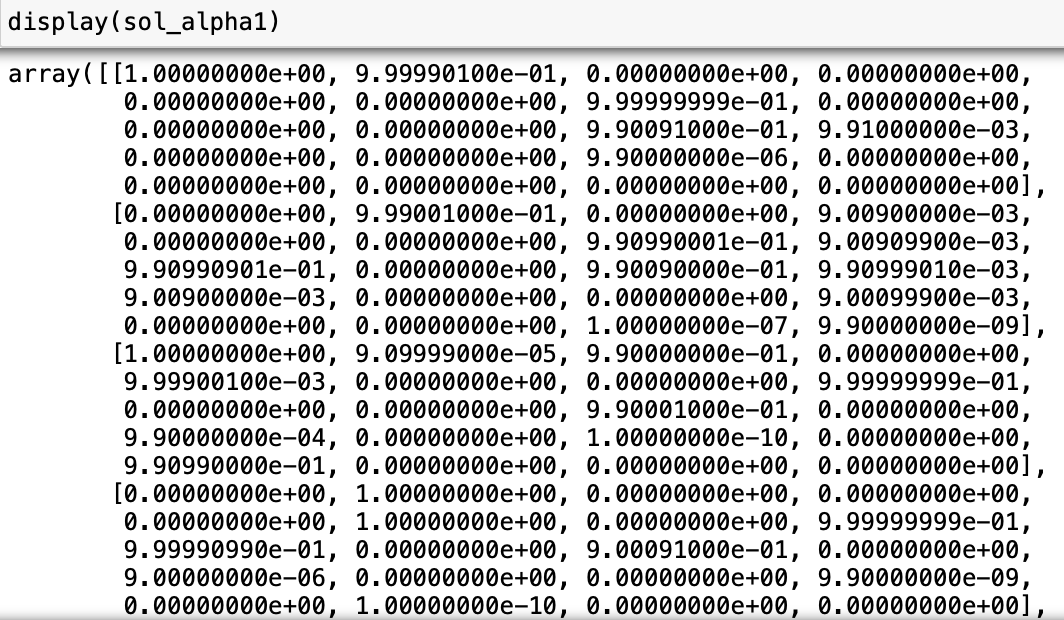 display(sol_alpha1)
array([[1.00000000e+00, 9.99990100e-01, 0.00000000e+00, 0.00000000e+00,
0.00000000e+00, 0.00000000e+00, 9.99999999e-01, 0.00000000e+00,
0.00000000e+00, 0.00000000e+00, 9.90091000e-01, 9.91000000e-03,
0.00000000e+00, 0.00000000e+00, 9.90000000e-06, 0.00000000e+00,
0.00000000e+00, 0.00000000e+00, 0.00000000e+00, 0.00000000e+00],
[0.00000000e+00, 9.99001000e-01, 0.00000000e+00, 9.00900000e-03,
0.00000000e+00, 0.00000000e+00, 9.90990001e-01, 9.00909900e-03,
9.90990901e-01, 0.00000000e+00, 9.90090000e-01, 9.90999010e-03,
9.00900000e-03, 0.00000000e+00, 0.00000000e+00, 9.00099900e-03,
0.00000000e+00, 0.00000000e+00, 1.00000000e-07, 9.90000000e-09],
[1.00000000e+00, 9.09999000e-05, 9.90000000e-01, 0.00000000e+00,
9.99900100e-03, 0.00000000e+00, 0.00000000e+00, 9.99999999e-01,
0.00000000e+00, 0.00000000e+00, 9.90001000e-01, 0.00000000e+00,
9.90000000e-04, 0.00000000e+00, 1.00000000e-10, 0.00000000e+00,
9.90990000e-01, 0.00000000e+00, 0.00000000e+00, 0.00000000e+00],
[0.00000000e+00, 1.00000000e+00, 0.00000000e+00, 0.00000000e+00,
0.00000000e+00, 1.00000000e+00, 0.00000000e+00, 9.99999999e-01,
9.99990990e-01, 0.00000000e+00, 9.00091000e-01, 0.00000000e+00,
9.00000000e-06, 0.00000000e+00, 0.00000000e+00, 9.90000000e-09,
0.00000000e+00, 1.00000000e-10, 0.00000000e+00, 0.00000000e+00],